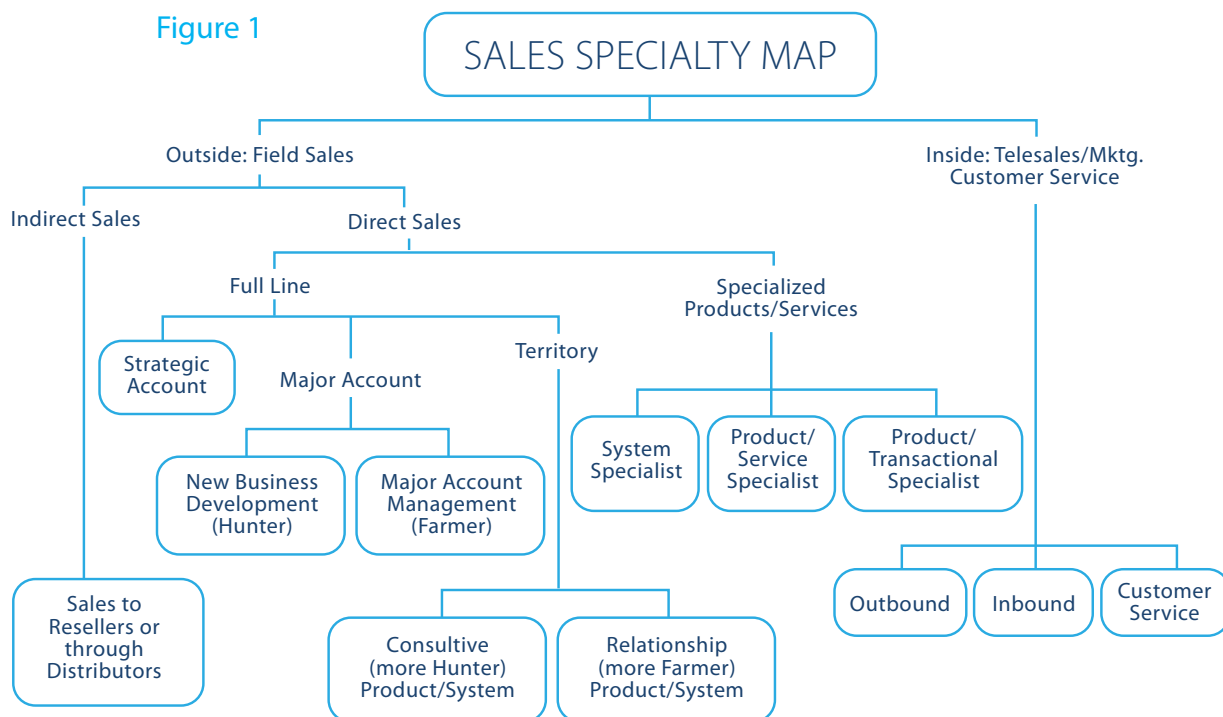 Figure 1
SALES SPECIALTY MAP
Outside: Field Sales
Inside: Telesales/Mktg.
Customer Service
Indirect Sales
Direct Sales
Full Line
Specialized
Products/Services
Strategic
Account
Major Account
Territory
System
Specialist
Product/
Service
Specialist
Product/
Transactional
Specialist
New Business
Development
(Hunter)
Major Account
Management
(Farmer)
Sales to
Resellers or
through
Distributors
Consultive
(more Hunter)
Product/System
Relationship
(more Farmer)
Product/System
Outbound
Inbound
Customer
Service